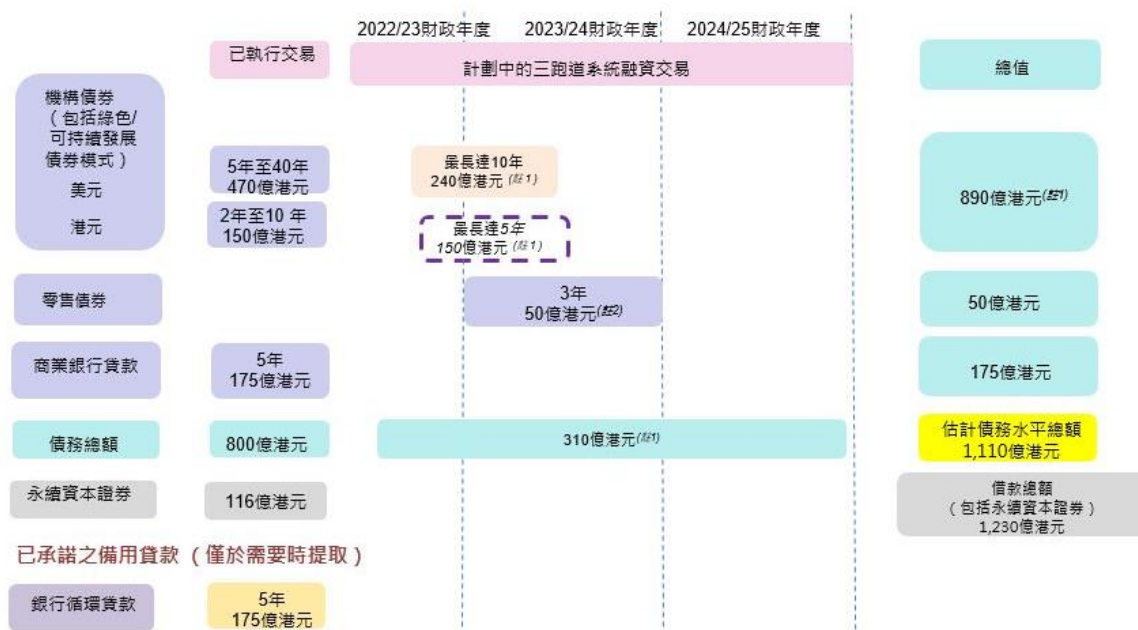 2022/23財政年度
2023/24財政年度
2024/25財政年度
已執行交易
計劃中的三跑道系統融資交易
總值
機構債券
（包括綠色/
可持續發展
債券模式）
美元
港元
5年至40年
470億港元
最長達10年
240億港元 (註1)
890億港元(註1)
2年至10 年
150億港元
最長達5年
150億港元 (註1)
零售債券
3年
50億港元(註2)
50億港元
商業銀行貸款
5年
175億港元
175億港元
債務總額
800億港元
310億港元(註1)
估計債務水平總額
1,110億港元
永續資本證券
116億港元
借款總額
（包括永續資本證券）
1,230億港元
已承諾之備用貸款 （僅於需要時提取）
銀行循環貸款
5年
175億港元